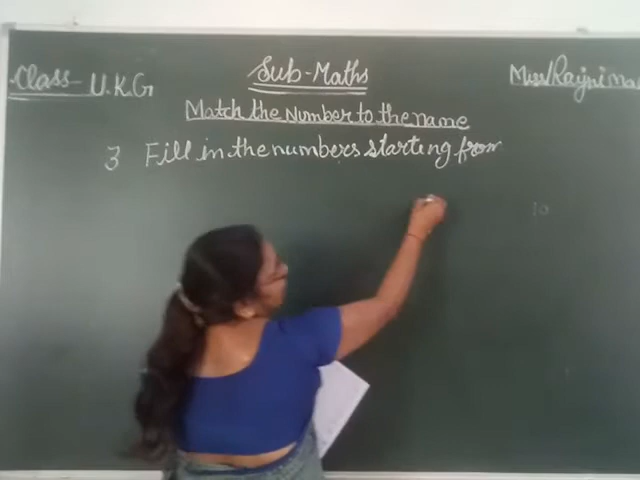 Class- U.K.G
Sub-Maths
Miss Rajni Ma
Match the Number to the name
3 Fill in the numbers starting from
10